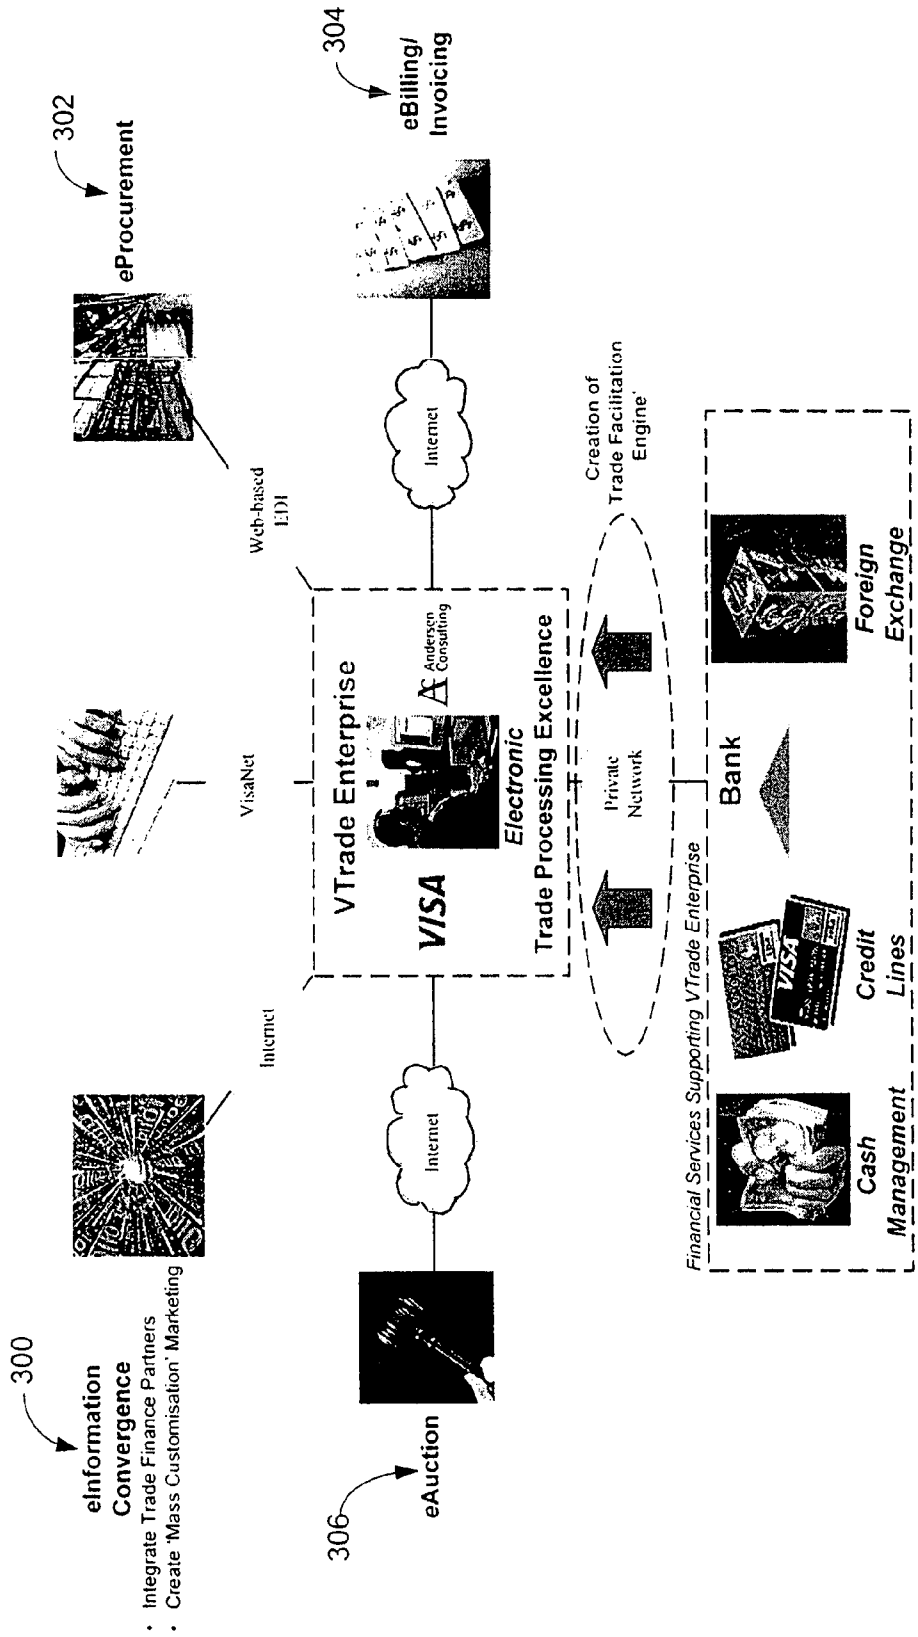 300
eInformation
Convergence
· Integrate Trade Finance Partners
· Create 'Mass Customisation' Marketing
Internet
VisaNet
Web-based
EDI
302
eProcurement
306
eAuction
Internet
VTrade Enterprise
VISA
Andersen
Consulting
Electronic
Trade Processing Excellence
Internet
304
eBilling/
Invoicing
Private
Network
Creation of
Trade Facilitation
Engine'
Financial Services Supporting VTrade Enterprise
Bank
VISA
Cash
Management
Credit
Lines
Foreign
Exchange